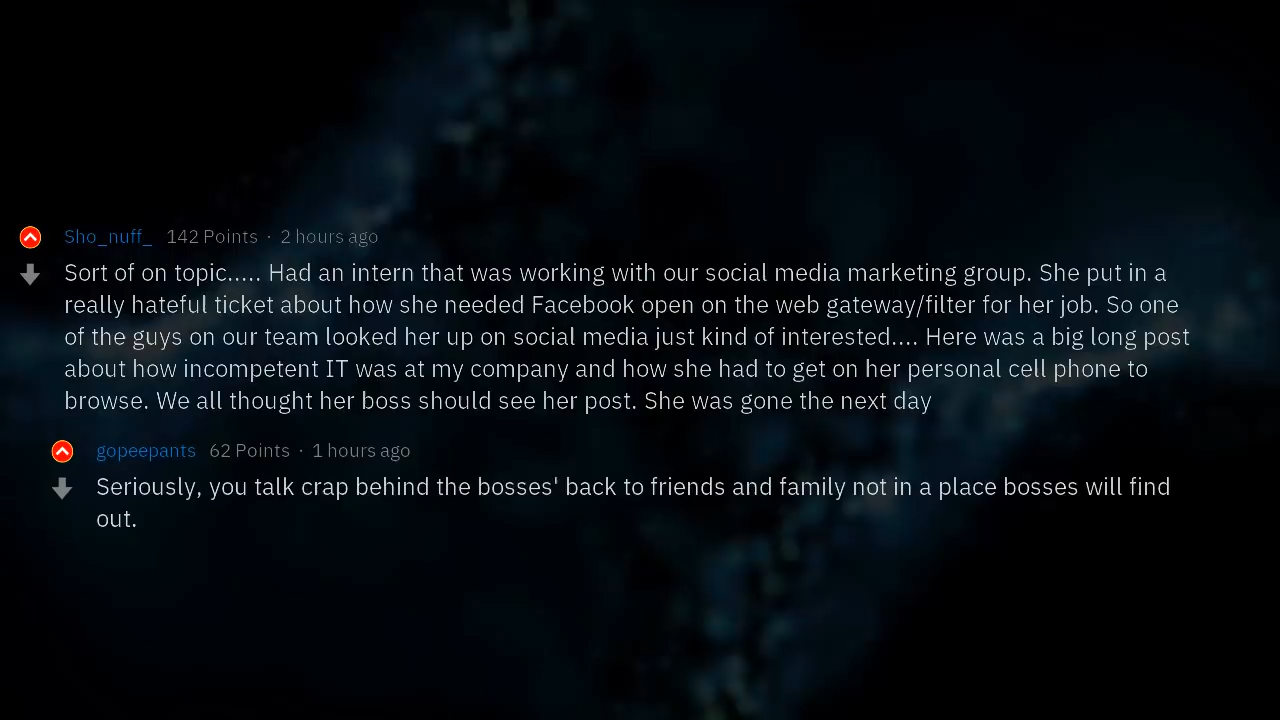 Sho_nuff_ 142 Points · 2 hours ago
Sort of on topic..... Had an intern that was working with our social media marketing group. She put in a
really hateful ticket about how she needed Facebook open on the web gateway/filter for her job. So one
of the guys on our team looked her up on social media just kind of interested.... Here was a big long post
about how incompetent IT was at my company and how she had to get on her personal cell phone to
browse. We all thought her boss should see her post. She was gone the next day
gopeepants 62 Points · 1 hours ago
Seriously, you talk crap behind the bosses' back to friends and family not in a place bosses will find
out.